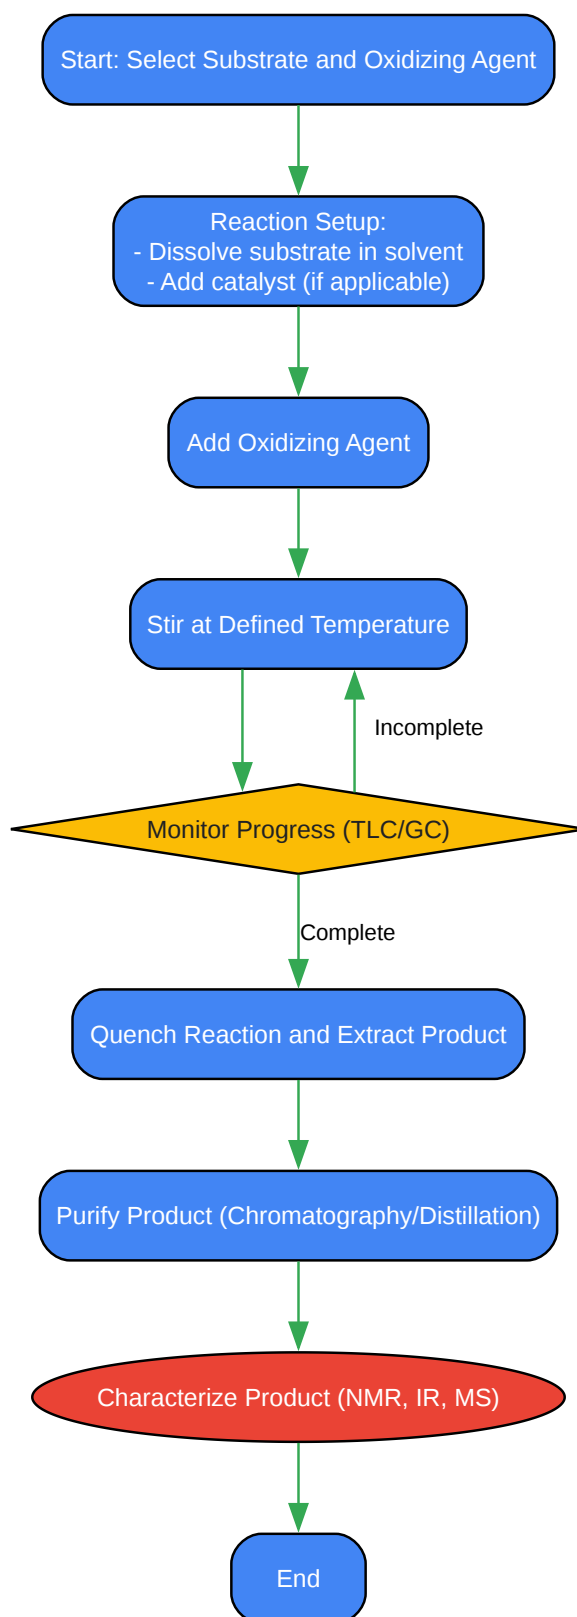 Start: Select Substrate and Oxidizing Agent
Reaction Setup:
- Dissolve substrate in solvent
- Add catalyst (if applicable)
Add Oxidizing Agent
Stir at Defined Temperature
Incomplete
Monitor Progress (TLC/GC)
Complete
Quench Reaction and Extract Product
Purify Product (Chromatography/Distillation)
Characterize Product (NMR, IR, MS)
End